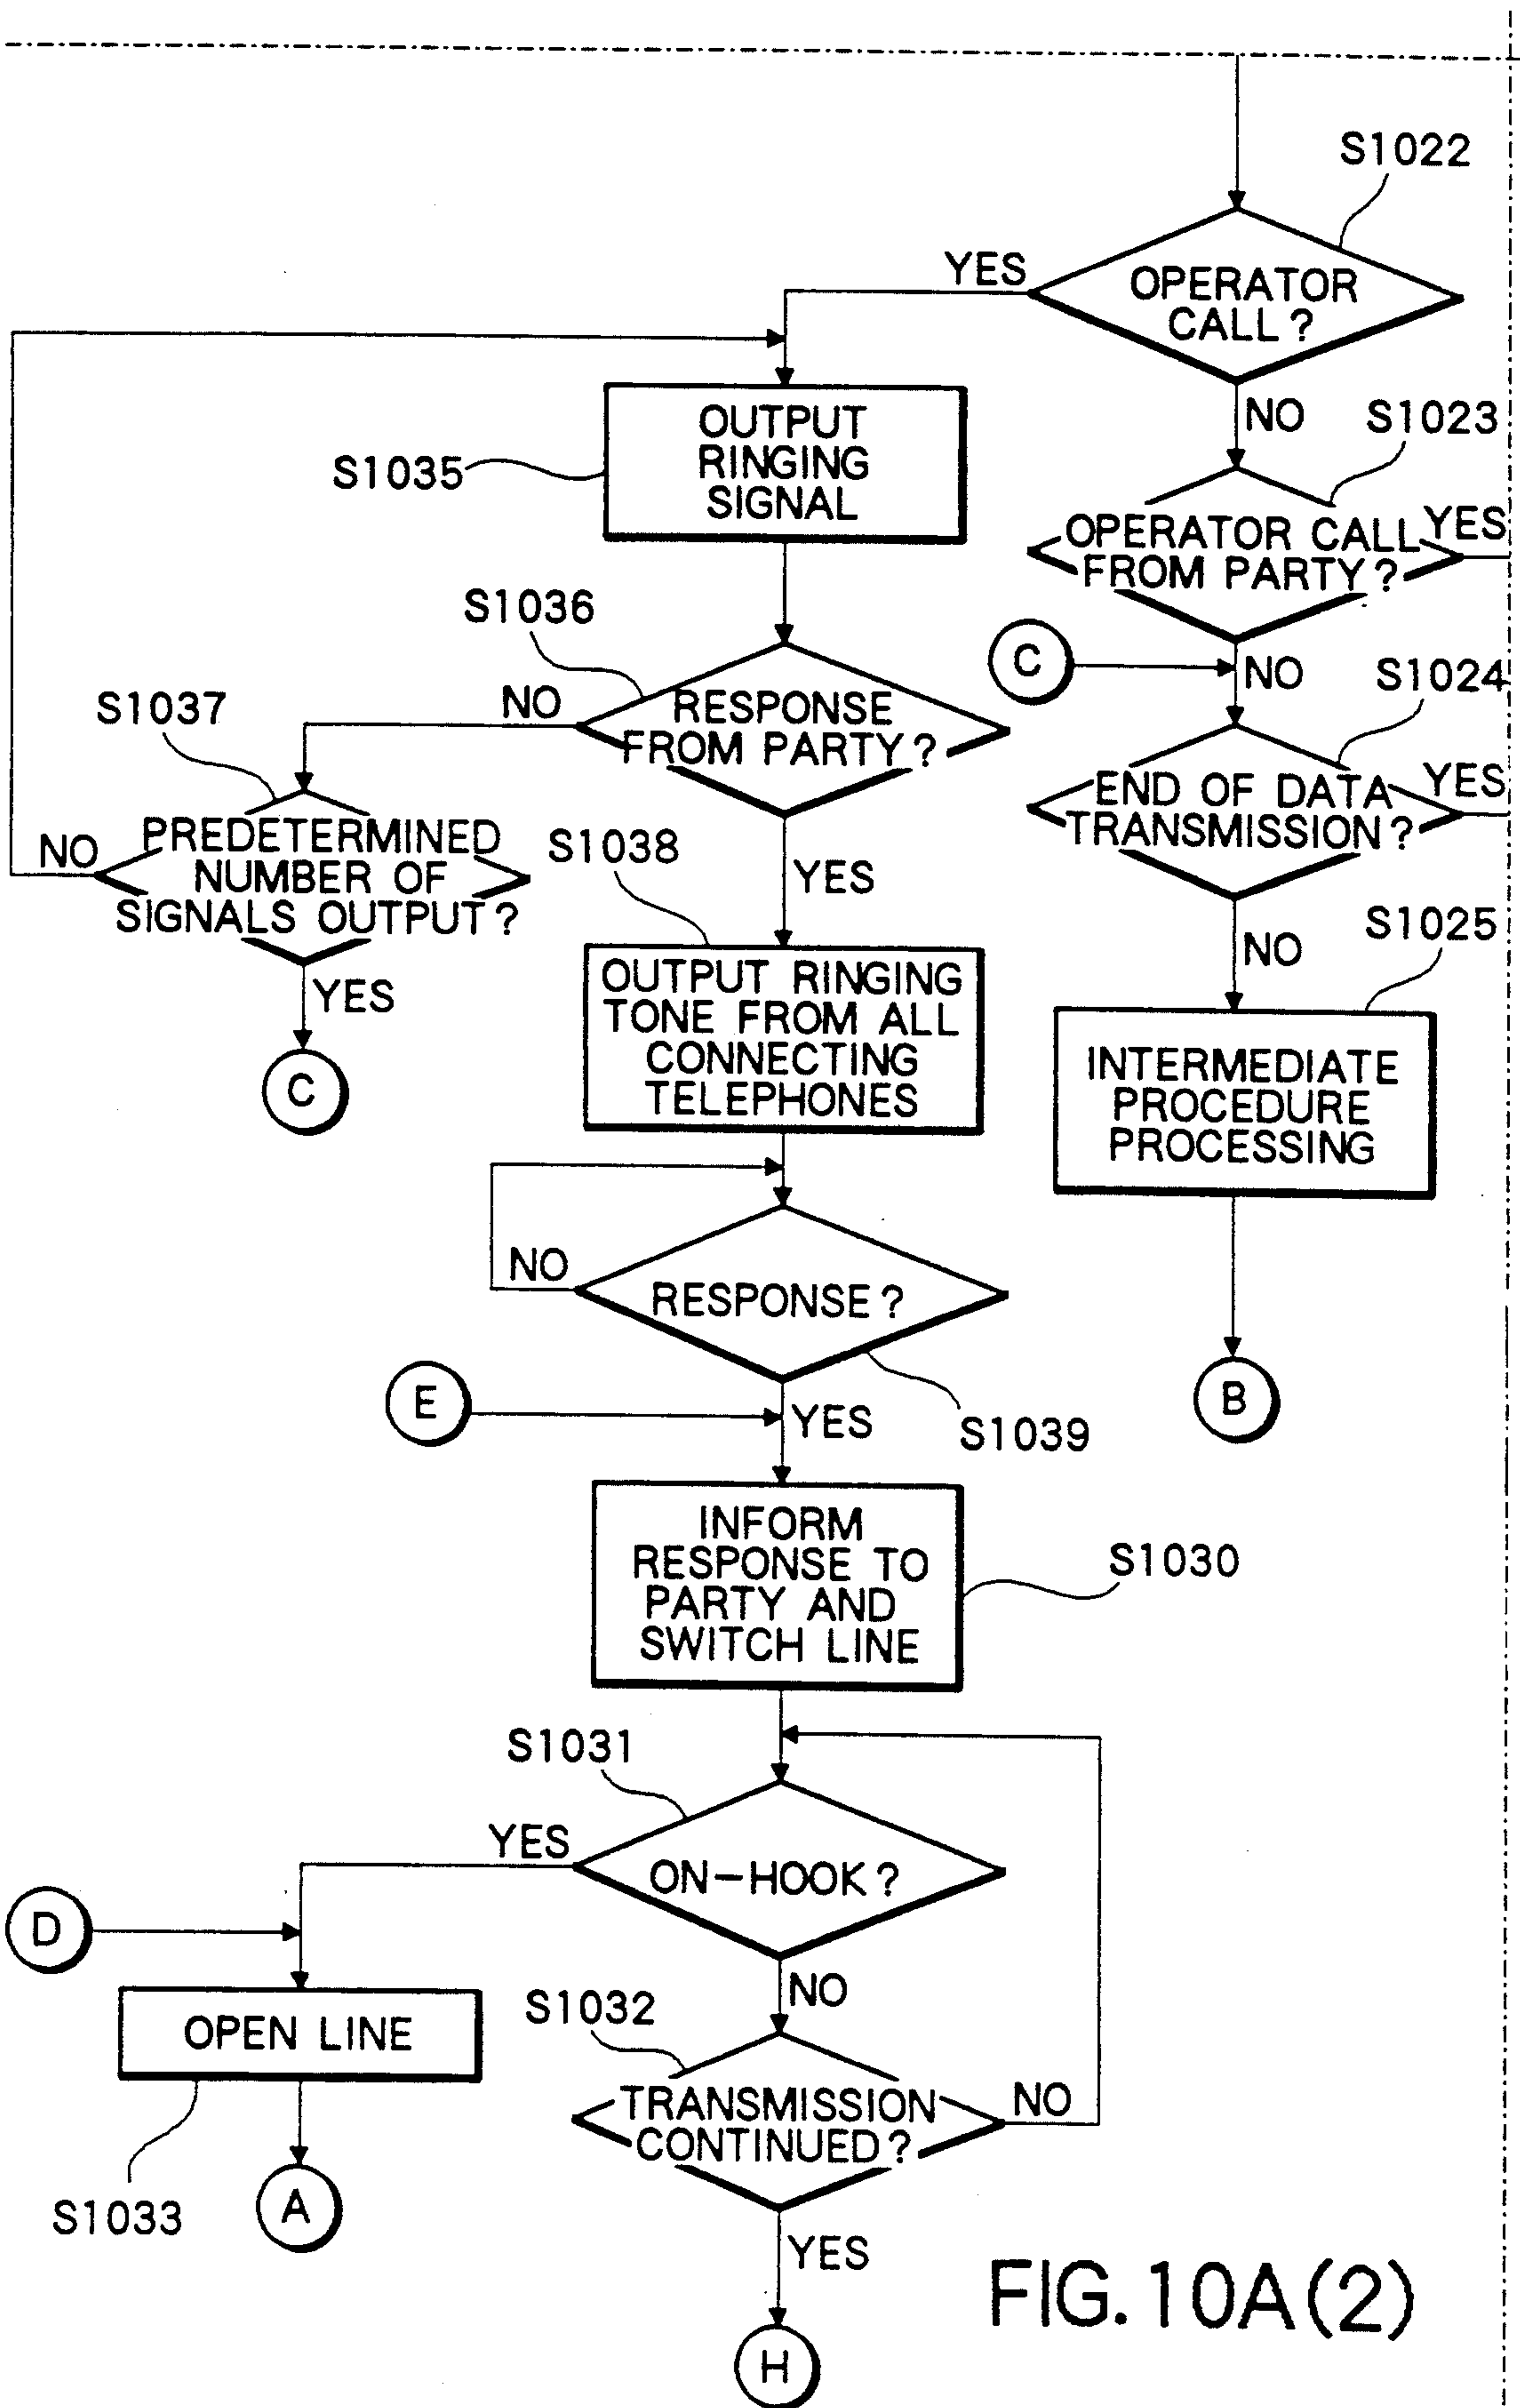 S1022
YES
OPERATOR
CALL?
NO
S1023
OUTPUT
RINGING
SIGNAL
S1035
OPERATOR CALL
FROM PARTY?
YES
S1036
C
NO
S1024
S1037
NO
RESPONSE
FROM PARTY?
END OF DATA
TRANSMISSION?
YES
NO
PREDETERMINED
NUMBER OF
SIGNALS OUTPUT?
S1038
YES
S1025
NO
YES
C
OUTPUT RINGING
TONE FROM ALL
CONNECTING
TELEPHONES
INTERMEDIATE
PROCEDURE
PROCESSING
NO
RESPONSE?
E
YES
S1039
B
INFORM
RESPONSE TO
PARTY AND
SWITCH LINE
S1030
S1031
YES
ON-HOOK?
D
NO
OPEN LINE
S1032
TRANSMISSION
CONTINUED?
NO
S1033
A
YES
H
FIG.10A(2)